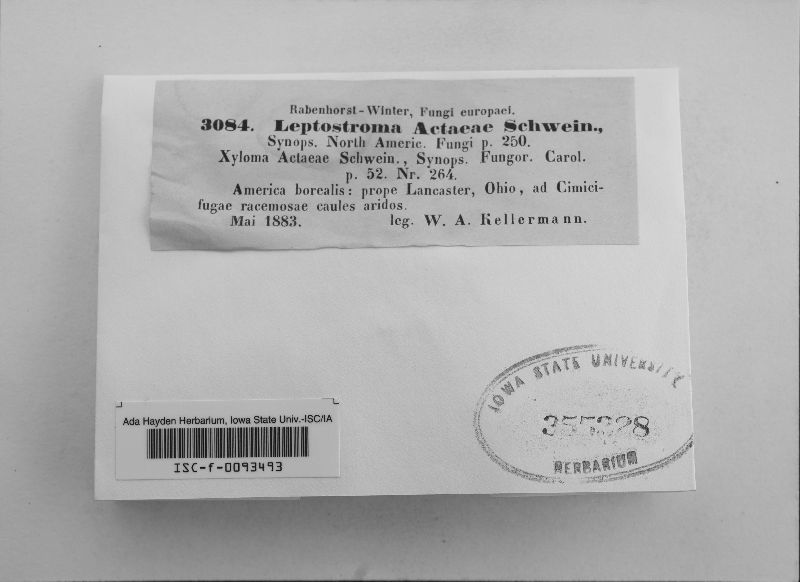 Rabenhorst-Winter, Fungi europaei.
3084. Leptostroma Actaeae Schwein.,
Synops. North Americ. Fungi p. 250.
Xyloma Actaeae Schwein., Synops. Fungor. Carol.
p. 52. Nr. 264.
America borealis: prope Lancaster, Ohio, ad Cimici-
fugae racemosae caules aridos.
Mai 1883. leg. W. A. Kellermann.
IOWA STATE UNIVERSITY
HERBARIUM
Ada Hayden Herbarium, Iowa State Univ.-ISC/IA
ISC-f-0093493